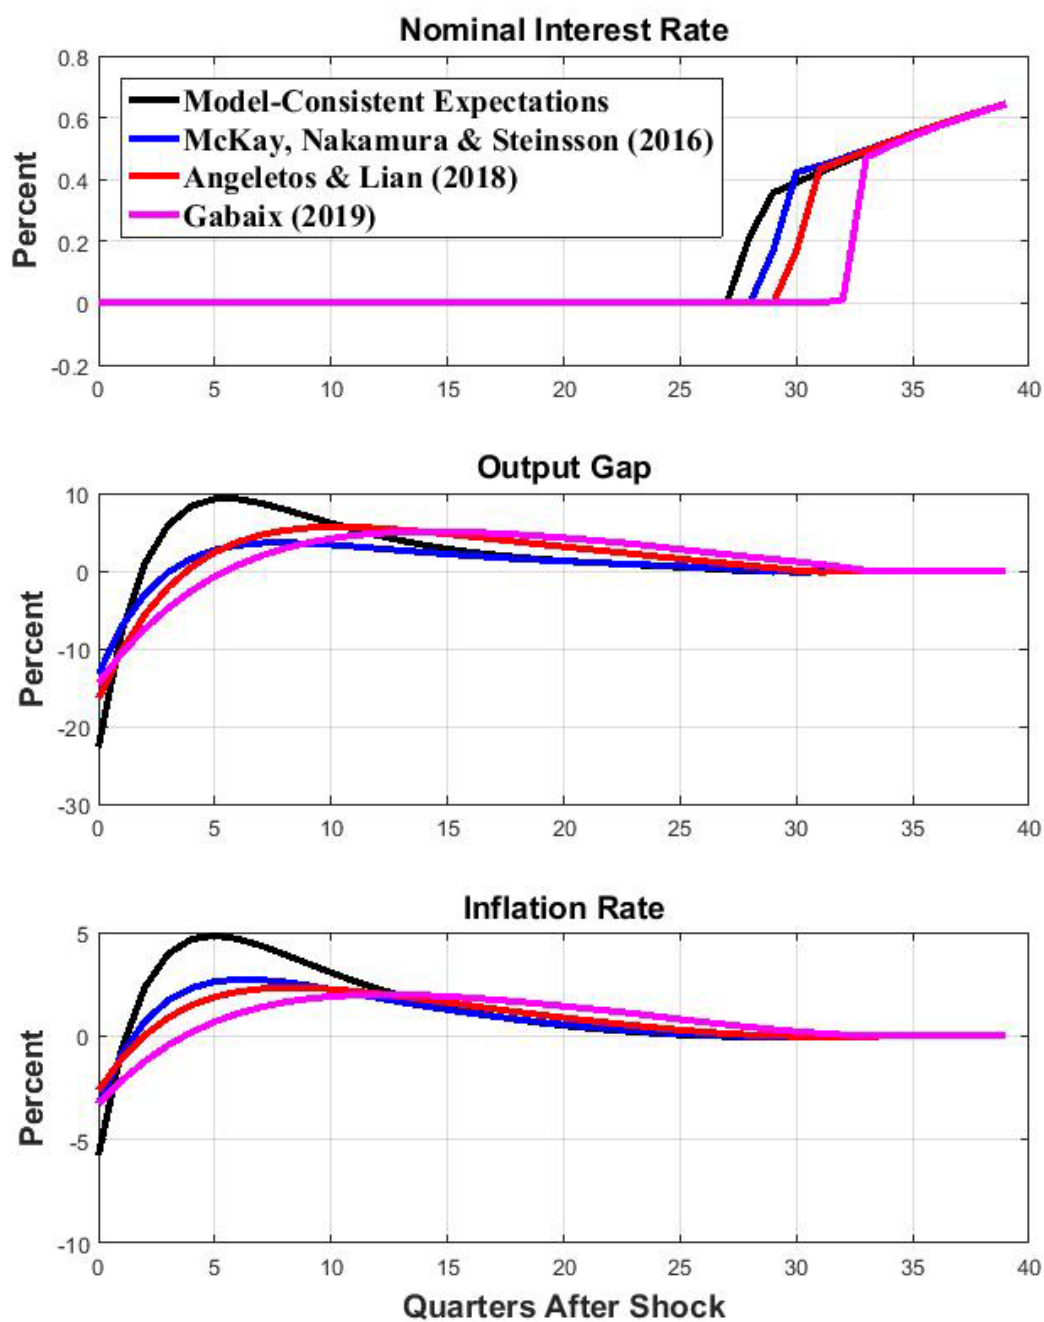 Nominal Interest Rate
0.8
0.6
0.4
0.2
0
-0.2
Percent
Model-Consistent Expectations
McKay, Nakamura & Steinsson (2016)
Angeletos & Lian (2018)
Gabaix (2019)
0 5 10 15 20 25 30 35 40
Output Gap
10
0
-10
-20
-30
Percent
0 5 10 15 20 25 30 35 40
Inflation Rate
5
0
-5
-10
Percent
0 5 10 15 20 25 30 35 40
Quarters After Shock